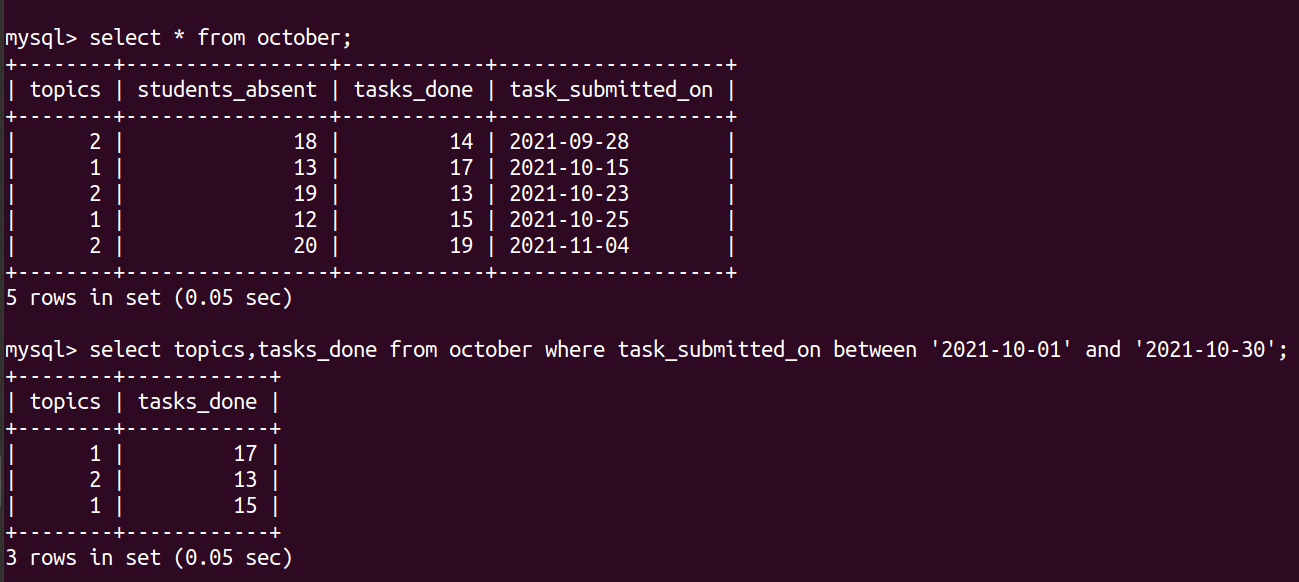 mysql> select * from october;
+--------+-----------------+------------+-------------------+
| topics | students_absent | tasks_done | task_submitted_on |
+--------+-----------------+------------+-------------------+
|      2 |              18 |         14 | 2021-09-28        |
|      1 |              13 |         17 | 2021-10-15        |
|      2 |              19 |         13 | 2021-10-23        |
|      1 |              12 |         15 | 2021-10-25        |
|      2 |              20 |         19 | 2021-11-04        |
+--------+-----------------+------------+-------------------+
5 rows in set (0.05 sec)
mysql> select topics,tasks_done from october where task_submitted_on between '2021-10-01' and '2021-10-30';
+--------+------------+
| topics | tasks_done |
+--------+------------+
|      1 |         17 |
|      2 |         13 |
|      1 |         15 |
+--------+------------+
3 rows in set (0.05 sec)